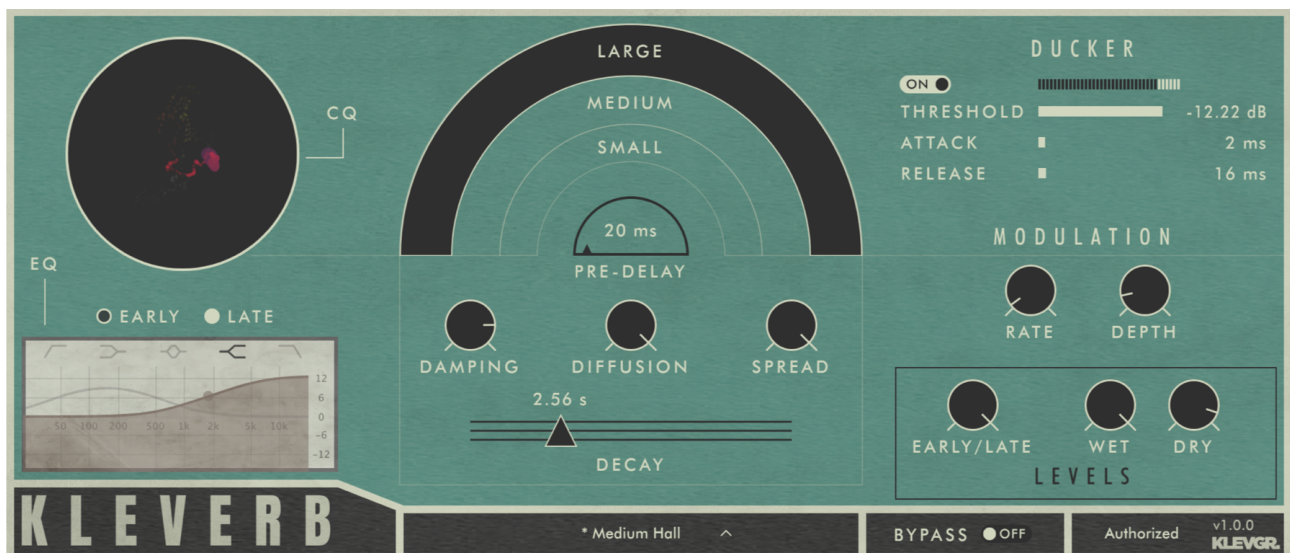 CQ
EQ
EARLY LATE
12
6
0
-6
-12
50 100 200 500 1k 2k 5k 10k
LARGE
MEDIUM
SMALL
20 ms
PRE-DELAY
DAMPING DIFFUSION SPREAD
2.56 s
DECAY
DUCKER
ON
THRESHOLD -12.22 dB
ATTACK 2 ms
RELEASE 16 ms
MODULATION
RATE DEPTH
EARLY/LATE WET DRY
LEVELS
KLEVERB
* Medium Hall
BYPASS OFF
Authorized
v1.0.0
KLEVGR.